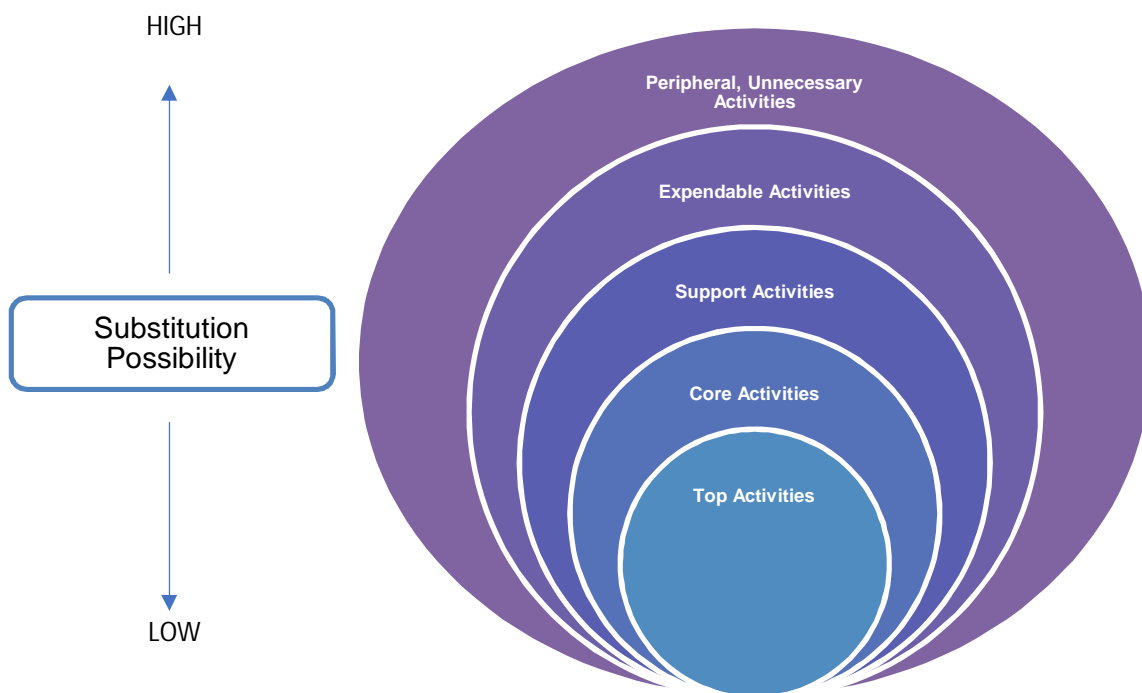 HIGH
Peripheral, Unnecessary
Activities
Expendable Activities
Support Activities
Substitution
Possibility
Core Activities
Top Activities
LOW